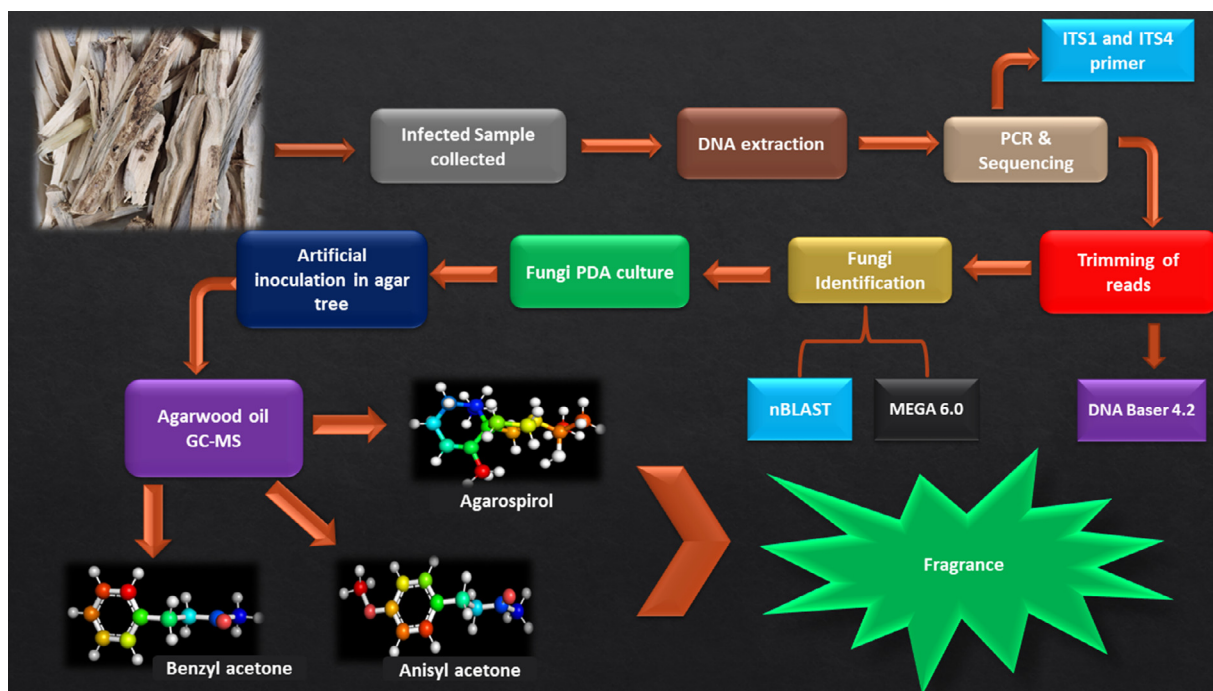 ITS1 and ITS4
primer
Infected Sample
collected
DNA extraction
PCR &
Sequencing
Artificial
inoculation in agar
tree
Fungi PDA culture
Fungi
Identification
Trimming of
reads
Agarwood oil
GC-MS
nBLAST
MEGA 6.0
DNA Baser 4.2
Agarospirol
Fragrance
Benzyl acetone
Anisyl acetone